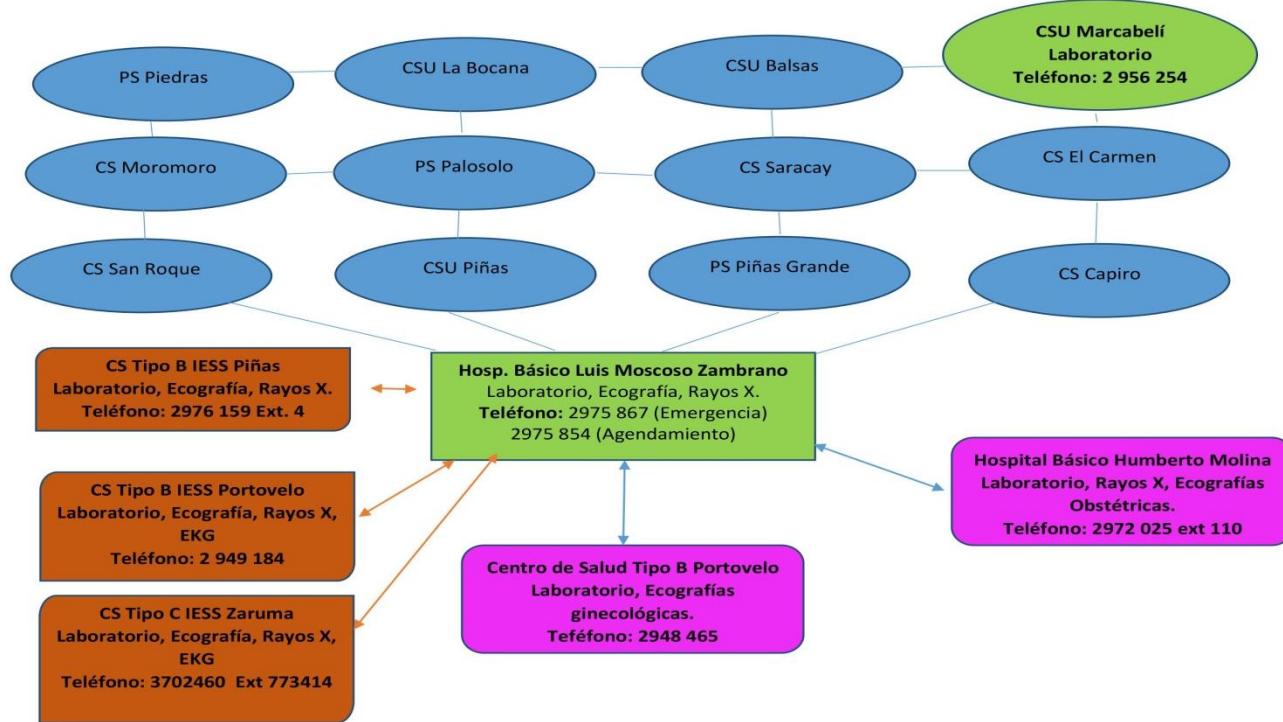 CSU Marcabelí
Laboratorio
Teléfono: 2 956 254
PS Piedras
CSU La Bocana
CSU Balsas
CS Moromoro
PS Palosolo
CS Saracay
CS El Carmen
CS San Roque
CSU Piñas
PS Piñas Grande
CS Capiro
CS Tipo B IESS Piñas
Laboratorio, Ecografía, Rayos X.
Teléfono: 2976 159 Ext. 4
Hosp. Básico Luis Moscoso Zambrano
Laboratorio, Ecografía, Rayos X.
Teléfono: 2975 867 (Emergencia)
2975 854 (Agendamiento)
CS Tipo B IESS Portovelo
Laboratorio, Ecografía, Rayos X,
EKG
Teléfono: 2 949 184
Hospital Básico Humberto Molina
Laboratorio, Rayos X, Ecografías
Obstétricas.
Teléfono: 2972 025 ext 110
Centro de Salud Tipo B Portovelo
Laboratorio, Ecografías
ginecológicas.
Teféfono: 2948 465
CS Tipo C IESS Zaruma
Laboratorio, Ecografía, Rayos X,
EKG
Teléfono: 3702460  Ext 773414